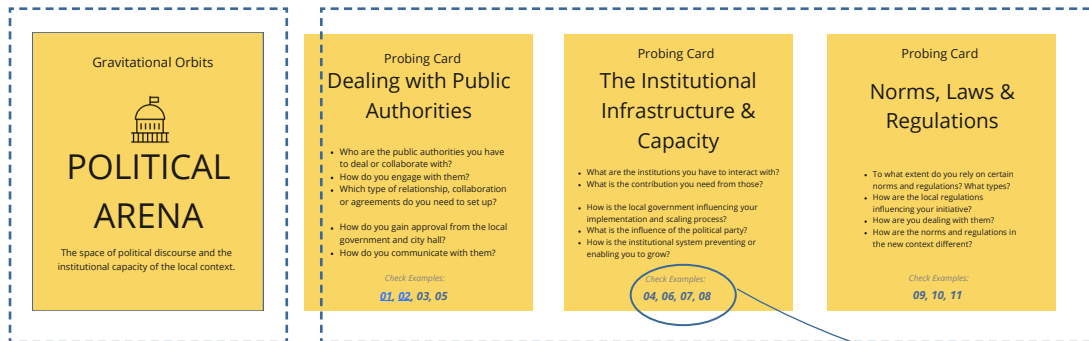 Gravitational Orbits
POLITICAL
ARENA
The space of political discourse and the
institutional capacity of the local context.
Probing Card
Dealing with Public
Authorities
• Who are the public authorities you have
to deal or collaborate with?
• How do you engage with them?
• Which type of relationship, collaboration
or agreements do you need to set up?
• How do you gain approval from the local
government and city hall?
• How do you communicate with them?
Check Examples:
01, 02, 03, 05
Probing Card
The Institutional
Infrastructure &
Capacity
• What are the institutions you have to interact with?
• What is the contribution you need from those?
• How is the local government influencing your
implementation and scaling process?
• What is the influence of the political party?
• How is the institutional system preventing or
enabling you to grow?
Check Examples:
04, 06, 07, 08
Probing Card
Norms, Laws &
Regulations
• To what extent do you rely on certain
norms and regulations? What types?
• How are the local regulations
influencing your initiative?
• How are you dealing with them?
• How are the norms and regulations in
the new context different?
Check Examples:
09, 10, 11